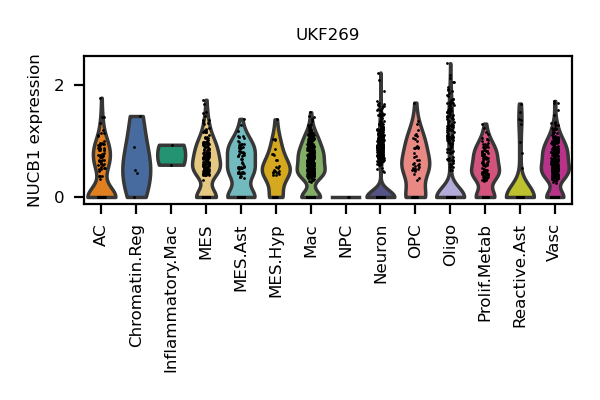 UKF269
NUCB1 expression
2
0
AC
Chromatin.Reg
Inflammatory.Mac
MES
MES.Ast
MES.Hyp
Mac
NPC
Neuron
OPC
Oligo
Prolif.Metab
Reactive.Ast
Vasc